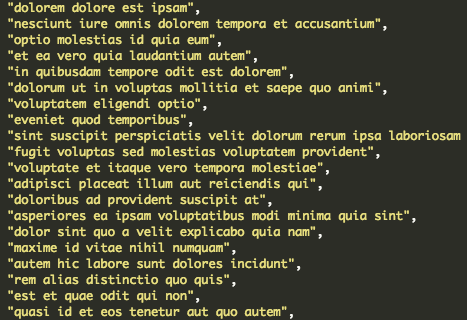 "dolorem dolore est ipsam",
"nesciunt iure omnis dolorem tempora et accusantium",
"optio molestias id quia eum",
"et ea vero quia laudantium autem",
"in quibusdam tempore odit est dolorem",
"dolorum ut in voluptas mollitia et saepe quo animi",
"voluptatem eligendi optio",
"eveniet quod temporibus",
"sint suscipit perspiciatis velit dolorum rerum ipsa laboriosam
"fugit voluptas sed molestias voluptatem provident",
"voluptate et itaque vero tempora molestiae",
"adipisci placeat illum aut reiciendis qui",
"doloribus ad provident suscipit at",
"asperiores ea ipsam voluptatibus modi minima quia sint",
"dolor sint quo a velit explicabo quia nam",
"maxime id vitae nihil numquam",
"autem hic labore sunt dolores incidunt",
"rem alias distinctio quo quis",
"est et quae odit qui non",
"quasi id et eos tenetur aut quo autem",